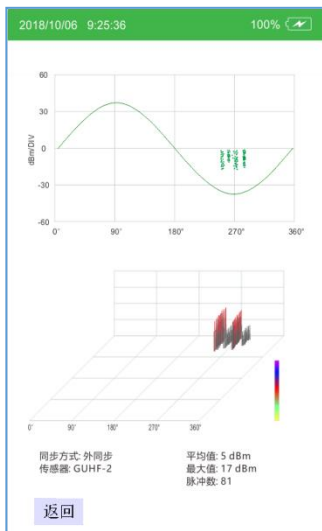 2018/10/06 9:25:36 100%
60
30
0
-30
-60
dBm/DIV
0° 90° 180° 270° 360°
0° 90° 180° 270° 360°
同步方式: 外同步
传感器: GUHF-2
平均值: 5 dBm
最大值: 17 dBm
脉冲数: 81
返回